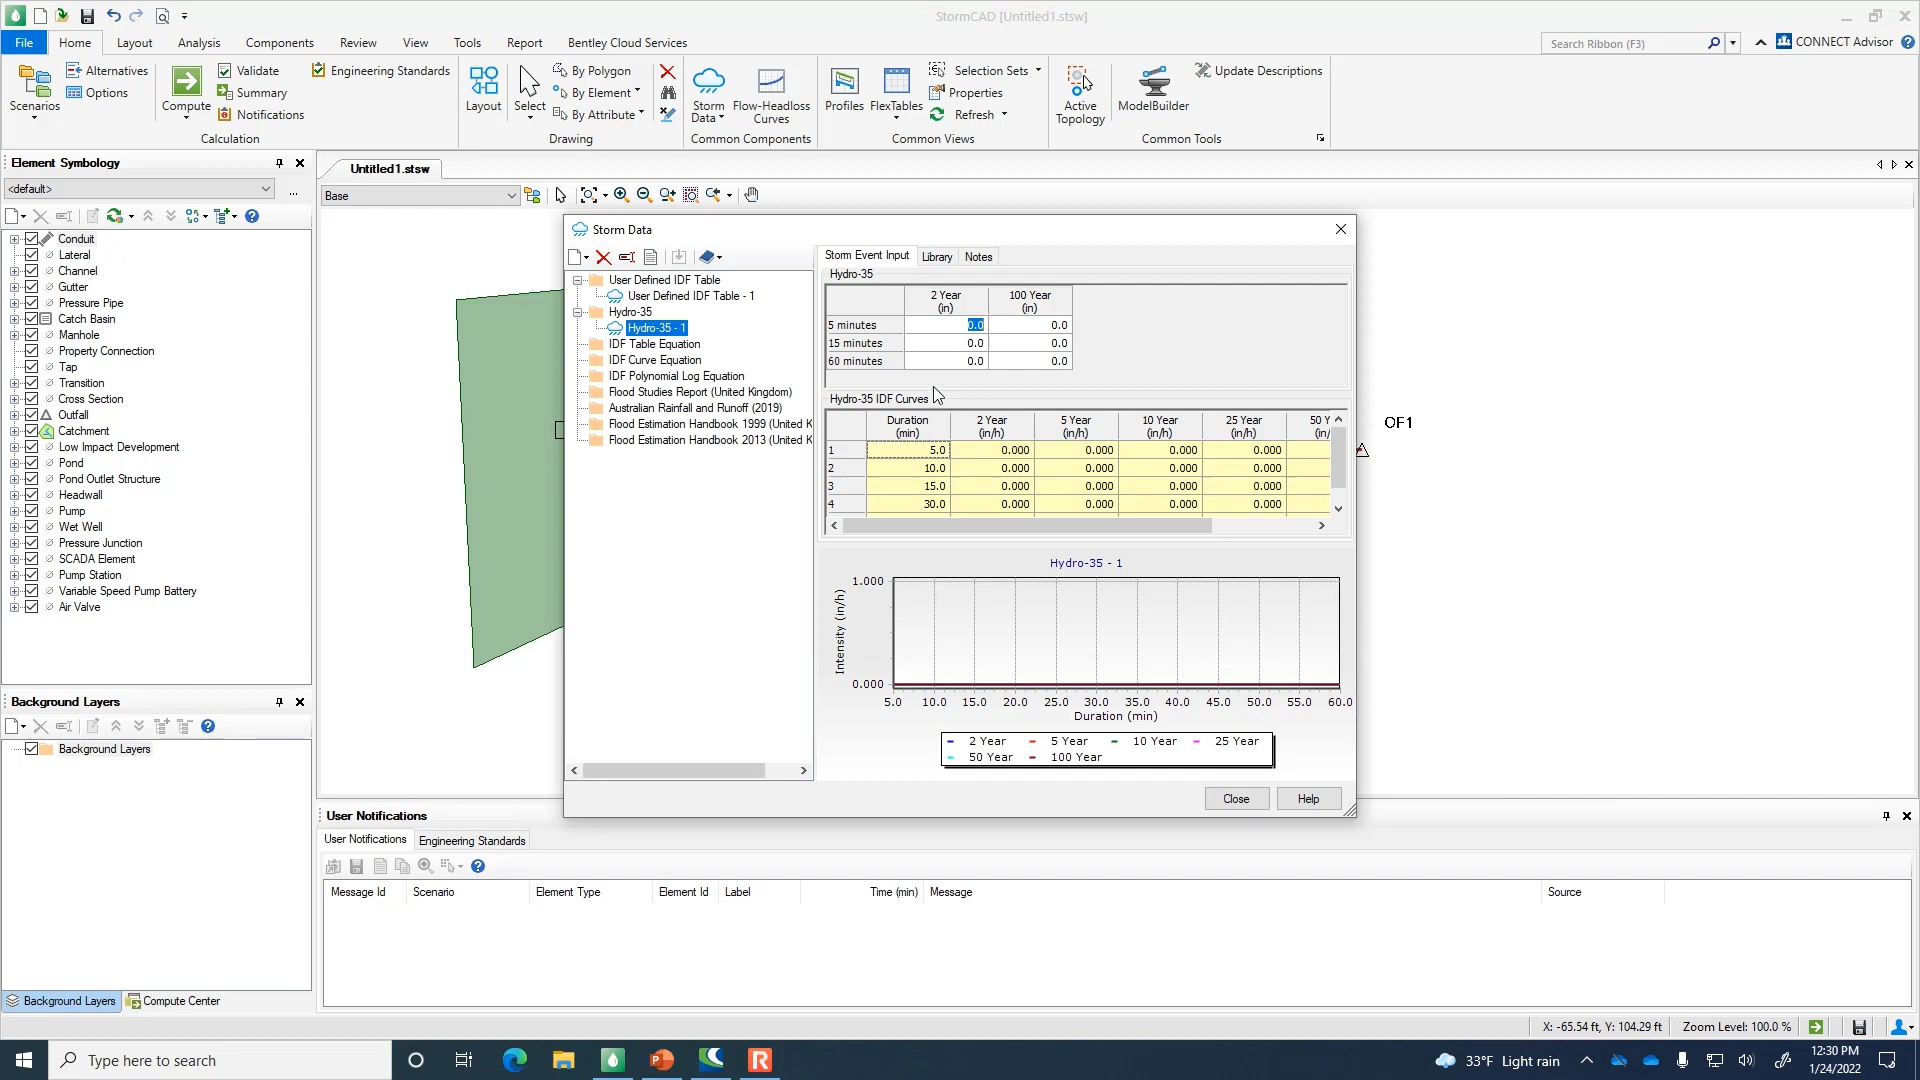 StormCAD [Untitled1.stsw]
File Home Layout Analysis Components Review View Tools Report Bentley Cloud Services
Search Ribbon (F3)
CONNECT Advisor
Scenarios
Alternatives
Options
Compute
Validate
Summary
Notifications
Engineering Standards
Calculation
Layout
Select
By Polygon
By Element
By Attribute
Drawing
Storm Data
Flow-Headloss Curves
Common Components
Profiles
FlexTables
Selection Sets
Properties
Refresh
Common Views
Active Topology
ModelBuilder
Update Descriptions
Common Tools
Element Symbology
<default>
...
Conduit
Lateral
Channel
Gutter
Pressure Pipe
Catch Basin
Manhole
Property Connection
Tap
Transition
Cross Section
Outfall
Catchment
Low Impact Development
Pond
Pond Outlet Structure
Headwall
Pump
Wet Well
Pressure Junction
SCADA Element
Pump Station
Variable Speed Pump Battery
Air Valve
Background Layers
Background Layers
Background Layers Compute Center
Untitled1.stsw
Base
OF1
Storm Data
User Defined IDF Table
User Defined IDF Table - 1
Hydro-35
Hydro-35 - 1
IDF Table Equation
IDF Curve Equation
IDF Polynomial Log Equation
Flood Studies Report (United Kingdom)
Australian Rainfall and Runoff (2019)
Flood Estimation Handbook 1999 (United K
Flood Estimation Handbook 2013 (United K
Storm Event Input Library Notes
Hydro-35
2 Year (in) 100 Year (in)
5 minutes 0.0 0.0
15 minutes 0.0 0.0
60 minutes 0.0 0.0
Hydro-35 IDF Curves
Duration (min) 2 Year (in/h) 5 Year (in/h) 10 Year (in/h) 25 Year (in/h) 50 Y (in/
1 5.0 0.000 0.000 0.000 0.000
2 10.0 0.000 0.000 0.000 0.000
3 15.0 0.000 0.000 0.000 0.000
4 30.0 0.000 0.000 0.000 0.000
Hydro-35 - 1
1.000
Intensity (in/h)
0.000
5.0 10.0 15.0 20.0 25.0 30.0 35.0 40.0 45.0 50.0 55.0 60.0
Duration (min)
2 Year 5 Year 10 Year 25 Year
50 Year 100 Year
Close Help
User Notifications
User Notifications Engineering Standards
Message Id Scenario Element Type Element Id Label Time (min) Message Source
X: -65.54 ft, Y: 104.29 ft Zoom Level: 100.0 %
Type here to search
33°F Light rain
12:30 PM
1/24/2022